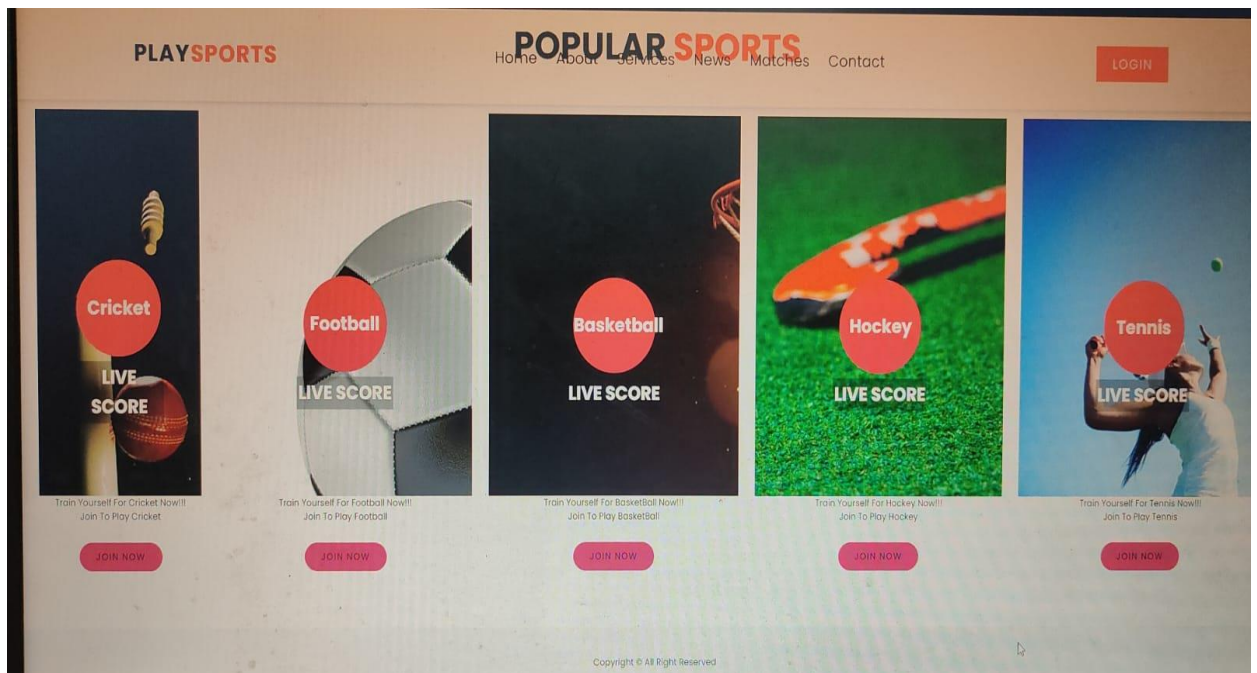 PLAYSPORTS
POPULAR SPORTS
Home About Services News Matches Contact
LOGIN
Cricket
LIVE
SCORE
Train Yourself For Cricket Now!!!
Join To Play Cricket
JOIN NOW
Football
LIVE SCORE
Train Yourself For Football Now!!!
Join To Play Football
JOIN NOW
Basketball
LIVE SCORE
Train Yourself For BasketBall Now!!!
Join To Play BasketBall
JOIN NOW
Hockey
LIVE SCORE
Train Yourself For Hockey Now!!!
Join To Play Hockey
JOIN NOW
Tennis
LIVE SCORE
Train Yourself For Tennis Now!!!
Join To Play Tennis
JOIN NOW
Copyright © All Right Reserved